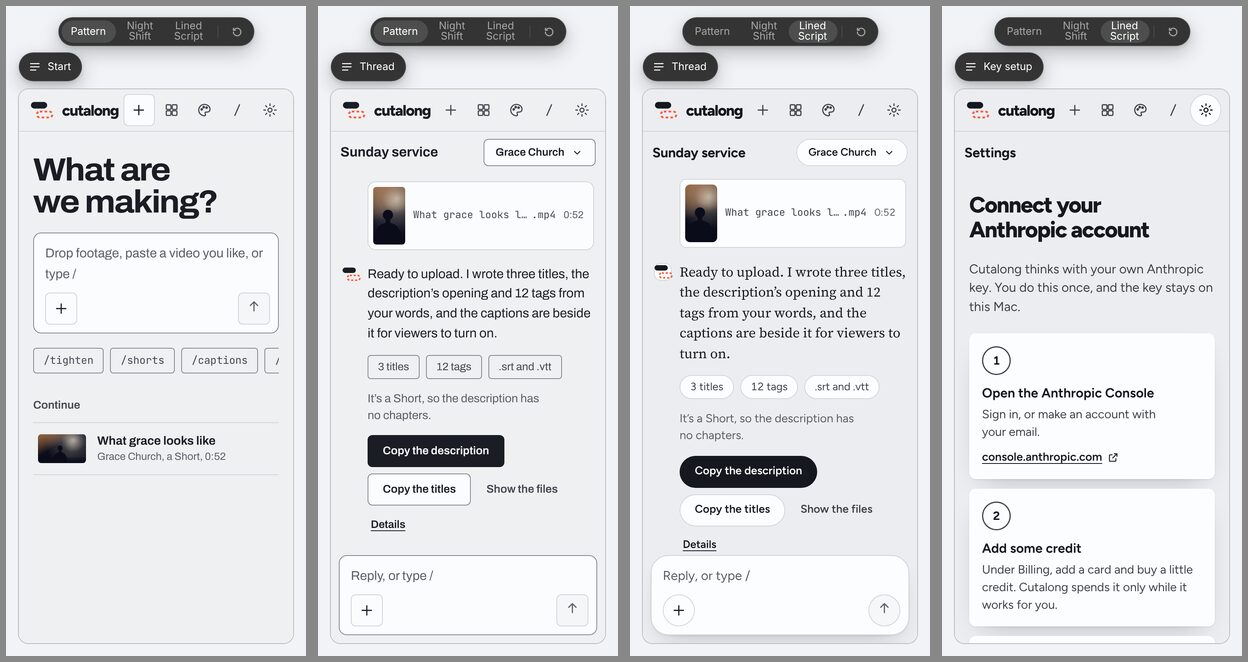 Pattern
Night Shift
Lined Script
Start
cutalong
/
What are
we making?
Drop footage, paste a video you like, or
type /
/tighten
/shorts
/captions
/
Continue
What grace looks like
Grace Church, a Short, 0:52
Pattern
Night Shift
Lined Script
Thread
cutalong
/
Sunday service
Grace Church
What grace looks l… .mp4 0:52
Ready to upload. I wrote three titles, the
description’s opening and 12 tags from
your words, and the captions are beside
it for viewers to turn on.
3 titles
12 tags
.srt and .vtt
It’s a Short, so the description has
no chapters.
Copy the description
Copy the titles
Show the files
Details
Reply, or type /
Pattern
Night Shift
Lined Script
Thread
cutalong
/
Sunday service
Grace Church
What grace looks l… .mp4 0:52
Ready to upload. I wrote three titles,
the description’s opening and 12
tags from your words, and the
captions are beside it for viewers to
turn on.
3 titles
12 tags
.srt and .vtt
It’s a Short, so the description has
no chapters.
Copy the description
Copy the titles
Show the files
Details
Reply, or type /
Pattern
Night Shift
Lined Script
Key setup
cutalong
/
Settings
Connect your
Anthropic account
Cutalong thinks with your own Anthropic
key. You do this once, and the key stays on
this Mac.
1
Open the Anthropic Console
Sign in, or make an account with
your email.
console.anthropic.com
2
Add some credit
Under Billing, add a card and buy a little
credit. Cutalong spends it only while it
works for you.